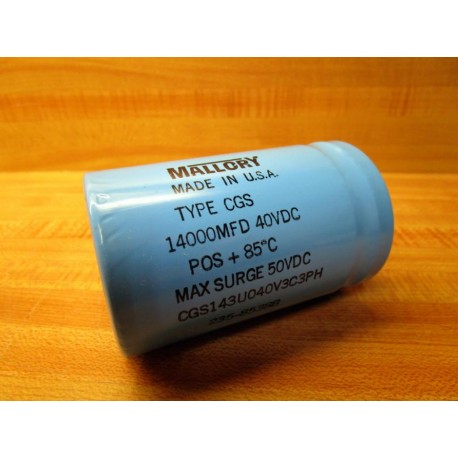 MALLORY
MADE IN U.S.A.
TYPE CGS
14000MFD 40VDC
POS + 85°C
MAX SURGE 50VDC
CGS143U040V3C3PH